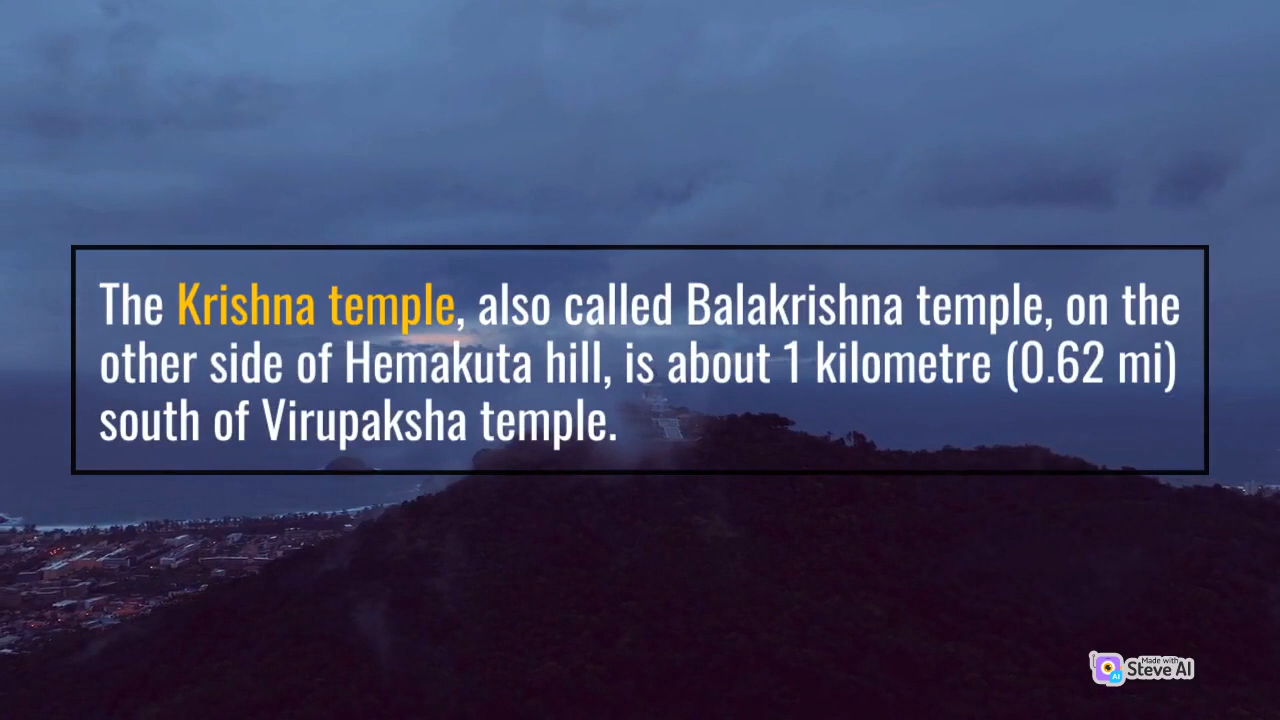 The Krishna temple, also called Balakrishna temple, on the
other side of Hemakuta hill, is about 1 kilometre (0.62 mi)
south of Virupaksha temple.
Made with
Steve AI
AI